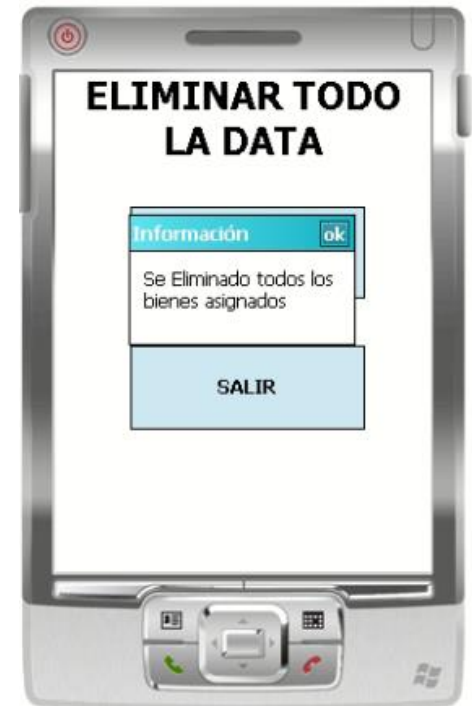 ELIMINAR TODO
LA DATA
Información
ok
Se Eliminado todos los
bienes asignados
SALIR